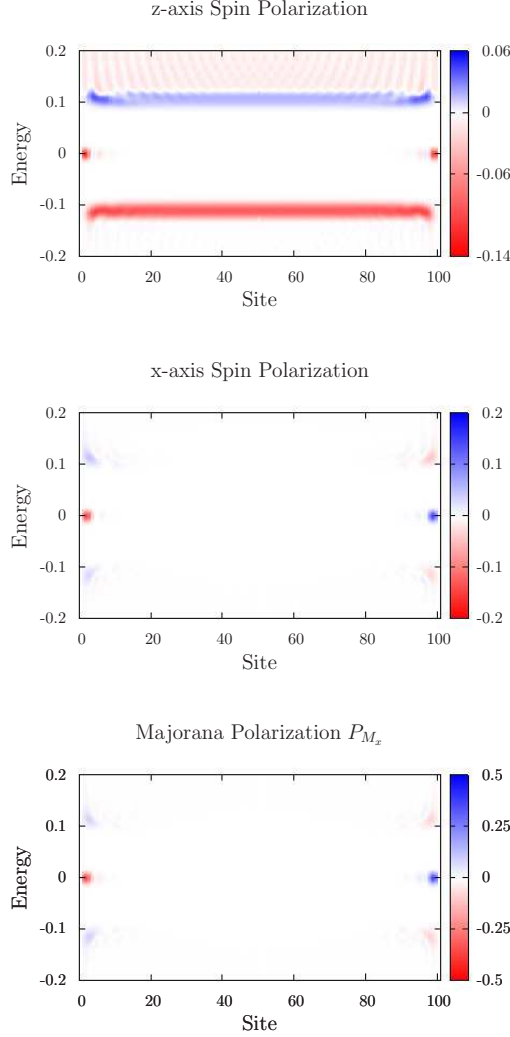 z-axis Spin Polarization
0.2
0.1
0
-0.1
-0.2
Energy
0 20 40 60 80 100
Site
0.06
0
-0.06
-0.14
x-axis Spin Polarization
0.2
0.1
0
-0.1
-0.2
Energy
0 20 40 60 80 100
Site
0.2
0.1
0
-0.1
-0.2
Majorana Polarization $P_{M_x}$
0.2
0.1
0
-0.1
-0.2
Energy
0 20 40 60 80 100
Site
0.5
0.25
0
-0.25
-0.5